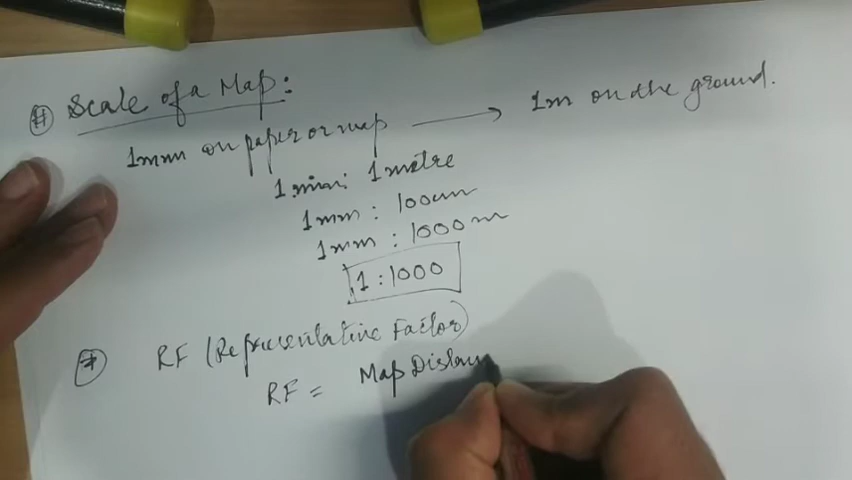 # Scale of a Map:
1mm on paper or map → 1m on the ground.
1mm: 1 metre
1mm : 100cm
1mm : 1000m
1:1000
* RF (Representative Factor)
RF = Map Distan